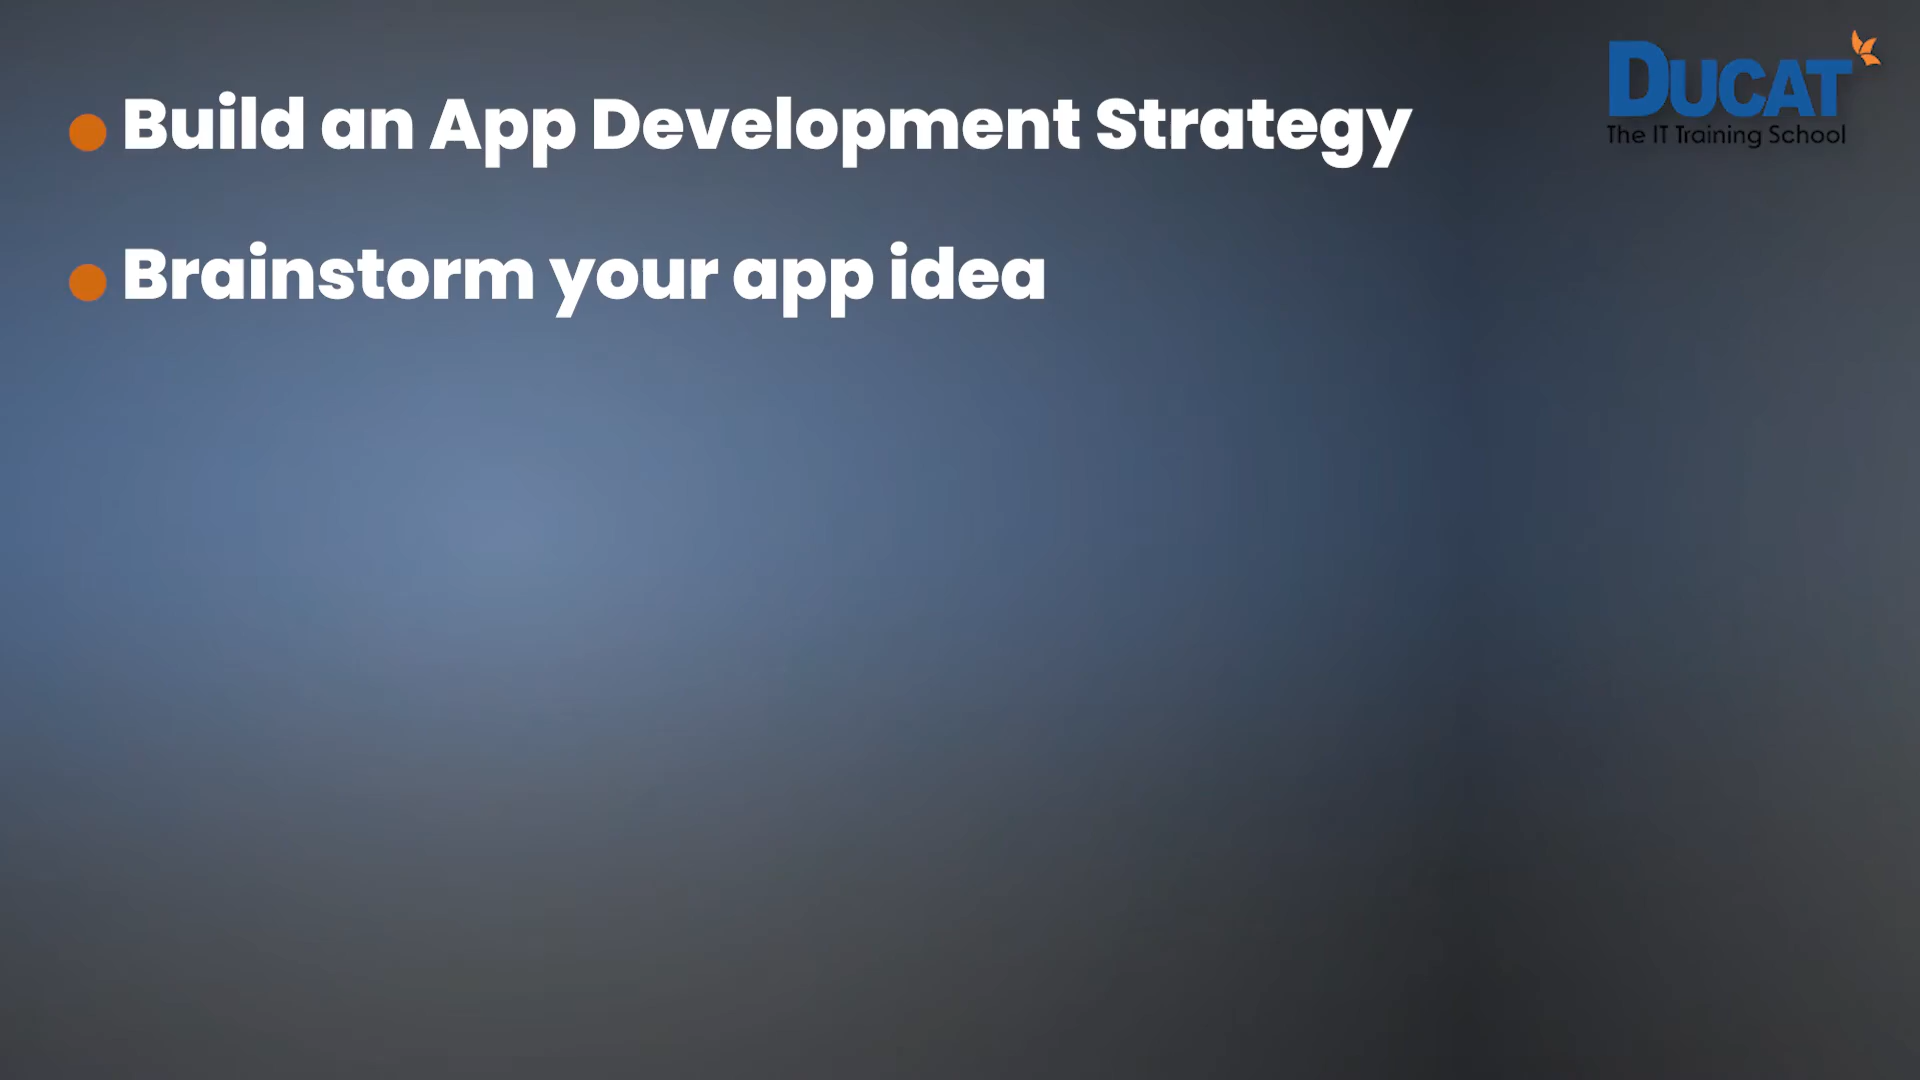 Build an App Development Strategy
Brainstorm your app idea
DUCAT
The IT Training School